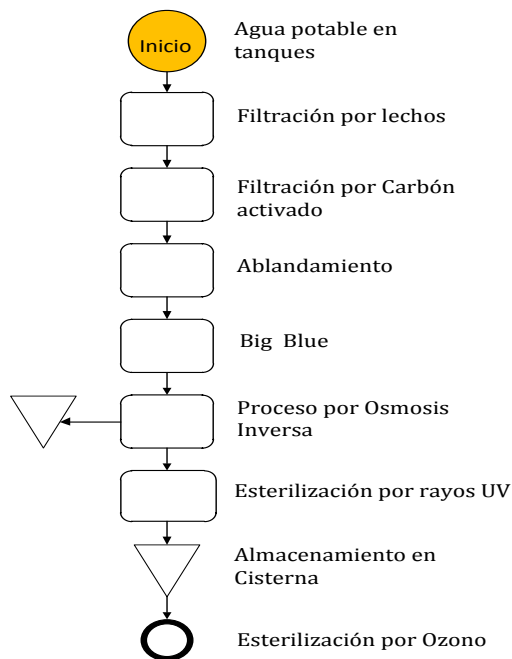 Inicio
Agua potable en
tanques
Filtración por lechos
Filtración por Carbón
activado
Ablandamiento
Big Blue
Proceso por Osmosis
Inversa
Esterilización por rayos UV
Almacenamiento en
Cisterna
Esterilización por Ozono